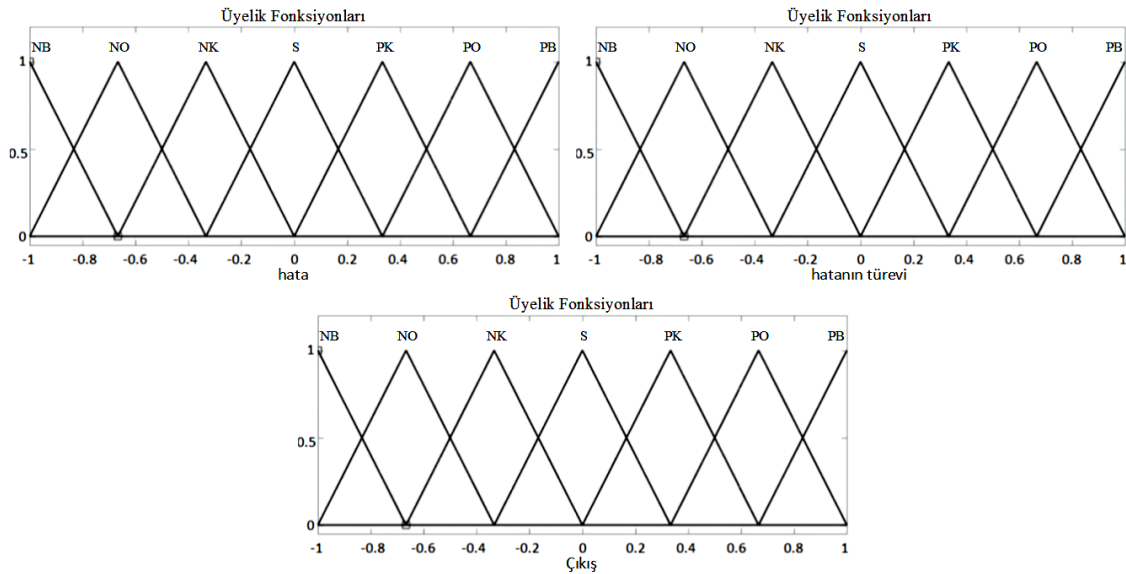 Üyelik Fonksiyonları
NB NO NK S PK PO PB
1
0.5
0
-1 -0.8 -0.6 -0.4 -0.2 0 0.2 0.4 0.6 0.8 1
hata
Üyelik Fonksiyonları
NB NO NK S PK PO PB
1
0.5
0
-1 -0.8 -0.6 -0.4 -0.2 0 0.2 0.4 0.6 0.8 1
hatanın türevi
Üyelik Fonksiyonları
NB NO NK S PK PO PB
1
0.5
0
-1 -0.8 -0.6 -0.4 -0.2 0 0.2 0.4 0.6 0.8 1
Çıkış